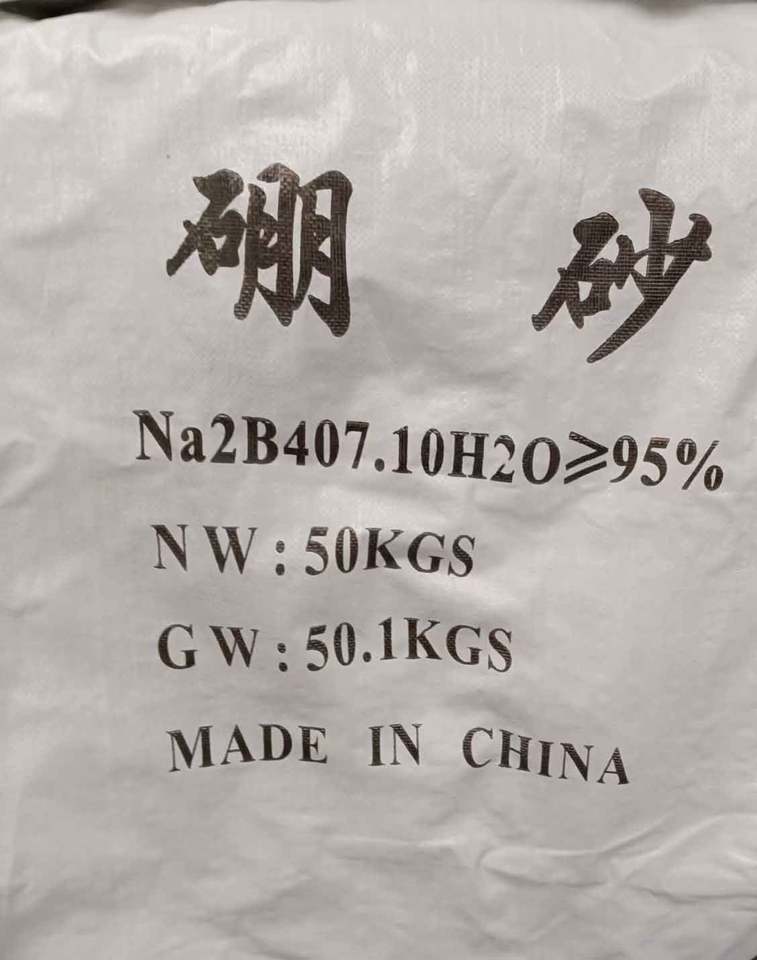 硼 砂
Na2B407.10H2O≥95%
NW:50KGS
GW:50.1KGS
MADE IN CHINA